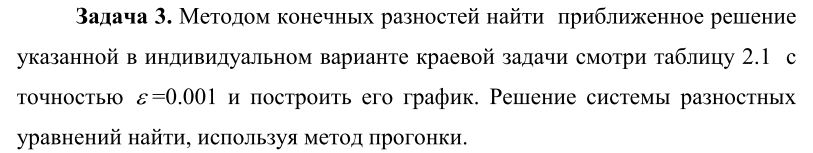 Задача 3. Методом конечных разностей найти приближенное решение
указанной в индивидуальном варианте краевой задачи смотри таблицу 2.1 с
точностью ε=0.001 и построить его график. Решение системы разностных
уравнений найти, используя метод прогонки.